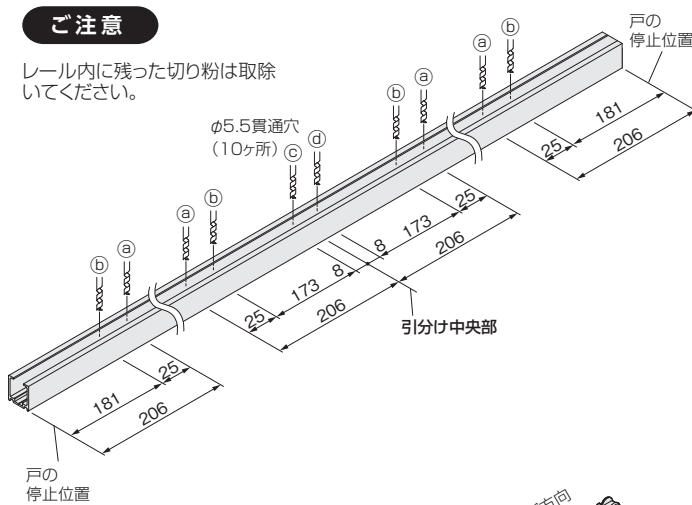 ご注意
レール内に残った切り粉は取除
いてください。
戸の
停止位置
ⓑ
ⓐ
181
25
206
ⓐ
ⓑ
φ5.5貫通穴
(10ヶ所)
ⓒ
ⓓ
25
173
8
206
8
173
25
206
引分け中央部
ⓑ
ⓐ
ⓐ
ⓑ
25
181
206
戸の
停止位置
方向